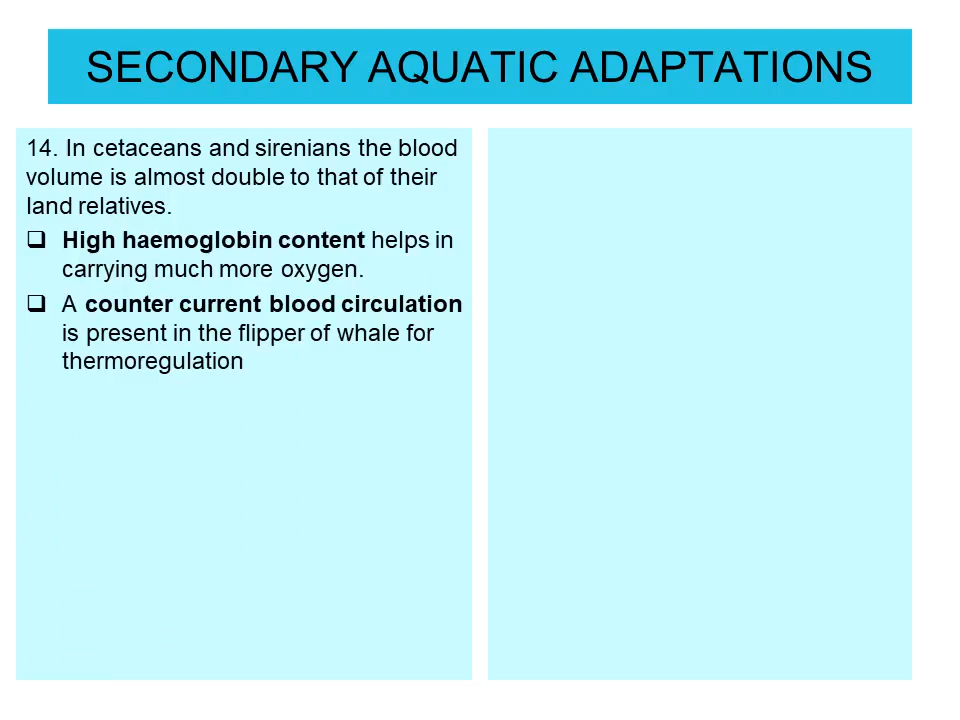 SECONDARY AQUATIC ADAPTATIONS
14. In cetaceans and sirenians the blood
volume is almost double to that of their
land relatives.
❑ High haemoglobin content helps in
carrying much more oxygen.
❑ A counter current blood circulation
is present in the flipper of whale for
thermoregulation